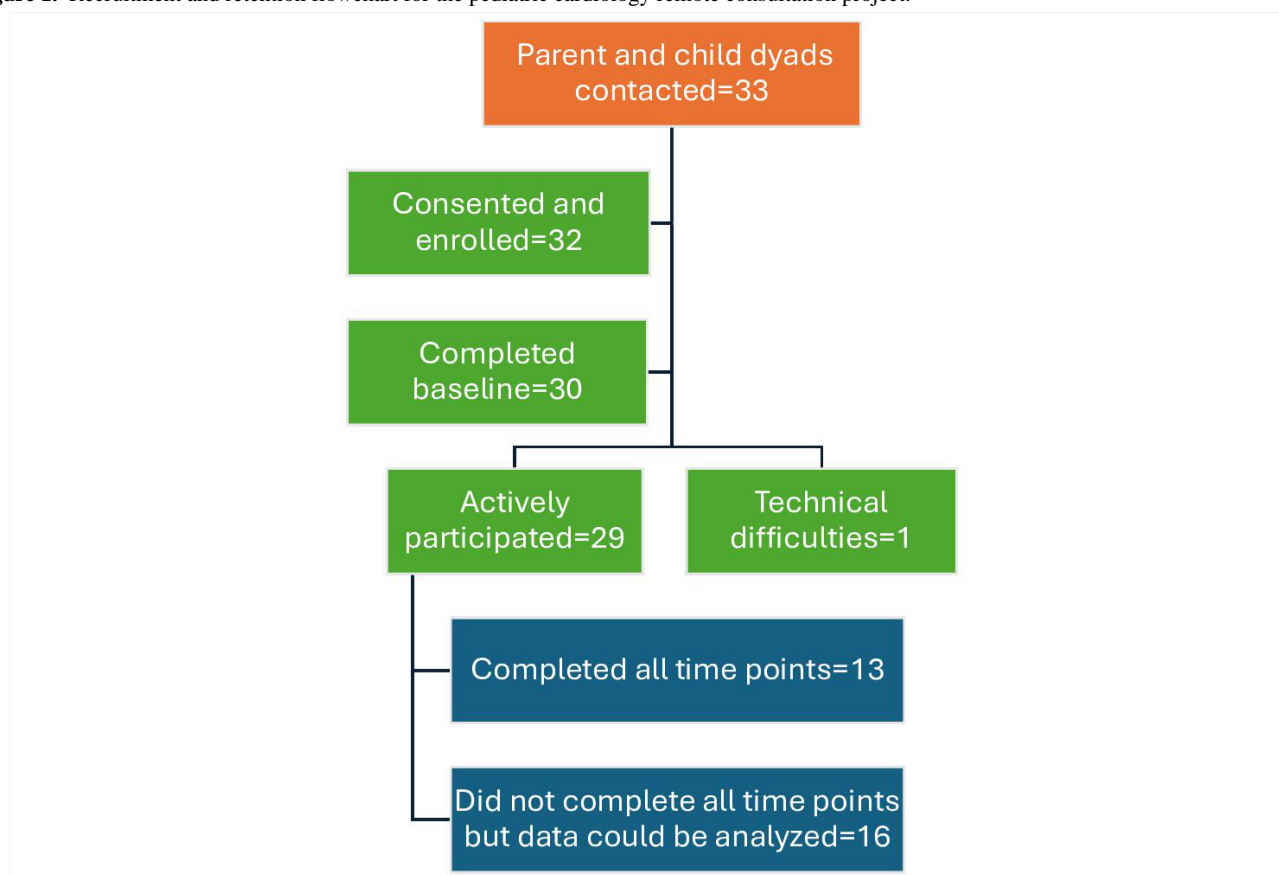 Parent and child dyads
contacted=33
Consented and
enrolled=32
Completed
baseline=30
Actively
participated=29
Technical
difficulties=1
Completed all time points=13
Did not complete all time points
but data could be analyzed=16